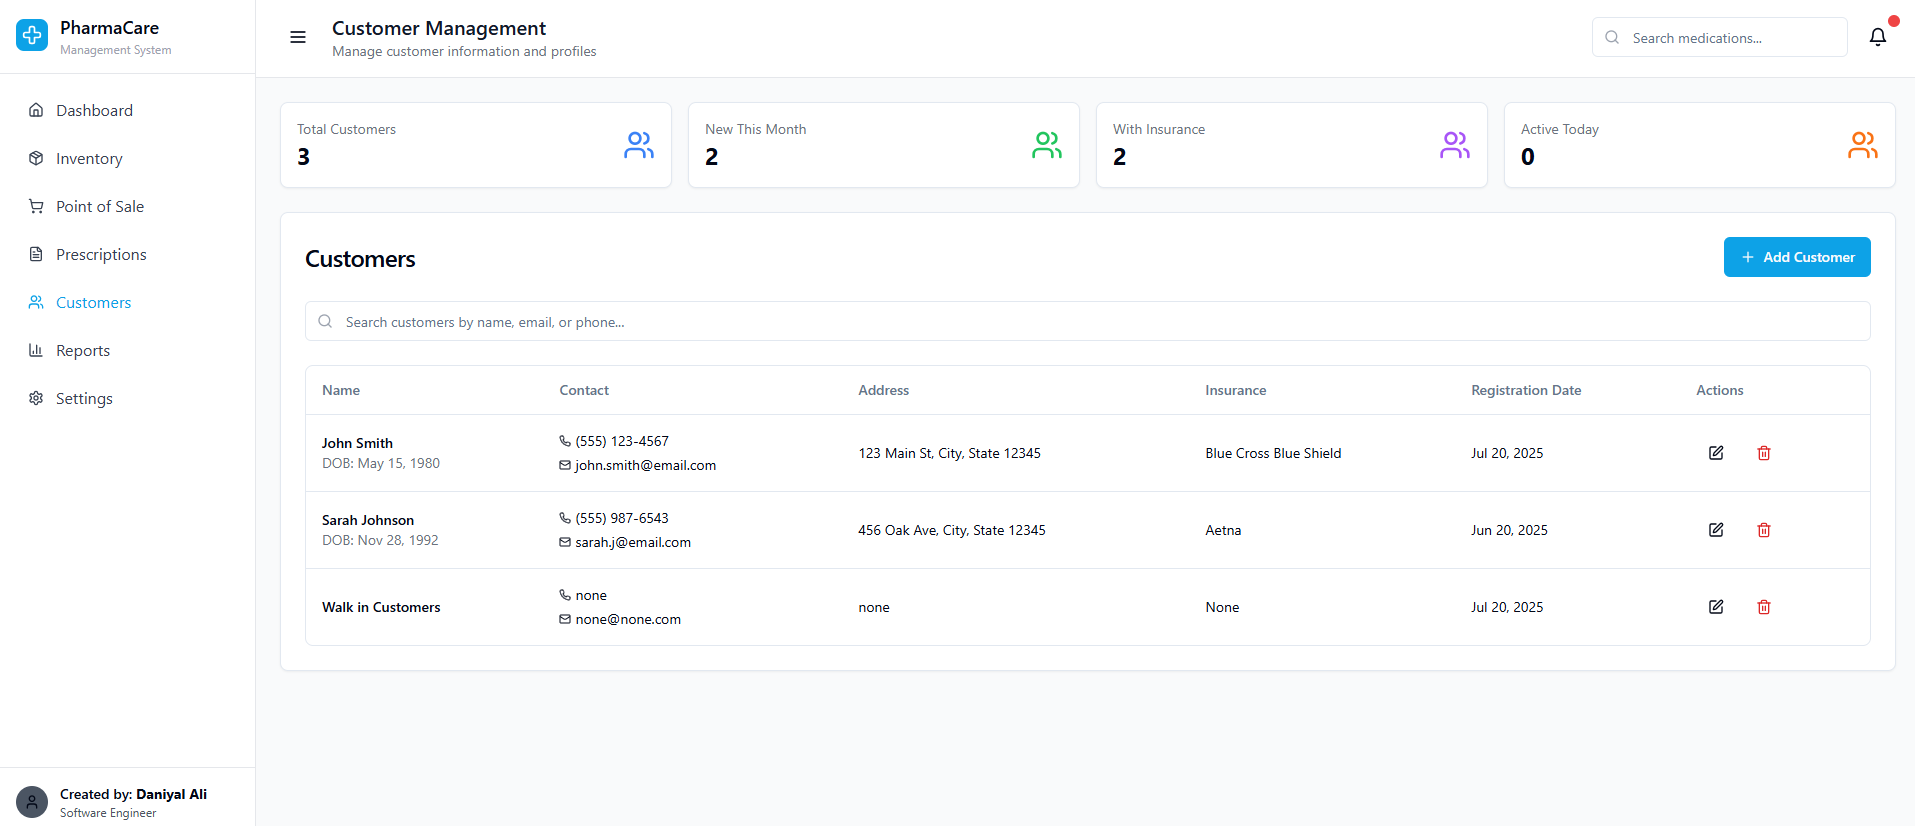 PharmaCare
Management System
Dashboard
Inventory
Point of Sale
Prescriptions
Customers
Reports
Settings
Created by: Daniyal Ali
Software Engineer
Customer Management
Manage customer information and profiles
Search medications...
Total Customers
3
New This Month
2
With Insurance
2
Active Today
0
Customers
Add Customer
Search customers by name, email, or phone...
Name Contact Address Insurance Registration Date Actions
John Smith
DOB: May 15, 1980
(555) 123-4567
john.smith@email.com
123 Main St, City, State 12345
Blue Cross Blue Shield
Jul 20, 2025
Sarah Johnson
DOB: Nov 28, 1992
(555) 987-6543
sarah.j@email.com
456 Oak Ave, City, State 12345
Aetna
Jun 20, 2025
Walk in Customers
none
none@none.com
none
None
Jul 20, 2025